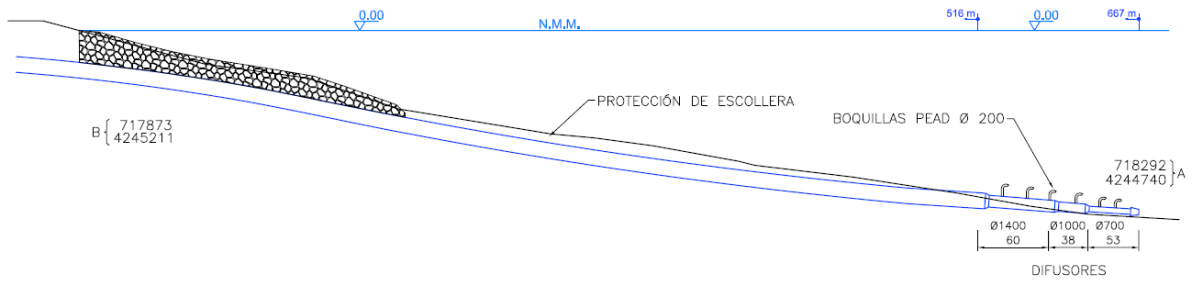 516 m
667 m
0.00
N.M.M.
0.00
PROTECCIÓN DE ESCOLLERA
BOQUILLAS PEAD Ø 200
B { 717873
4245211
718292
4244740 } A
Ø1400 Ø1000 Ø700
60 38 53
DIFUSORES